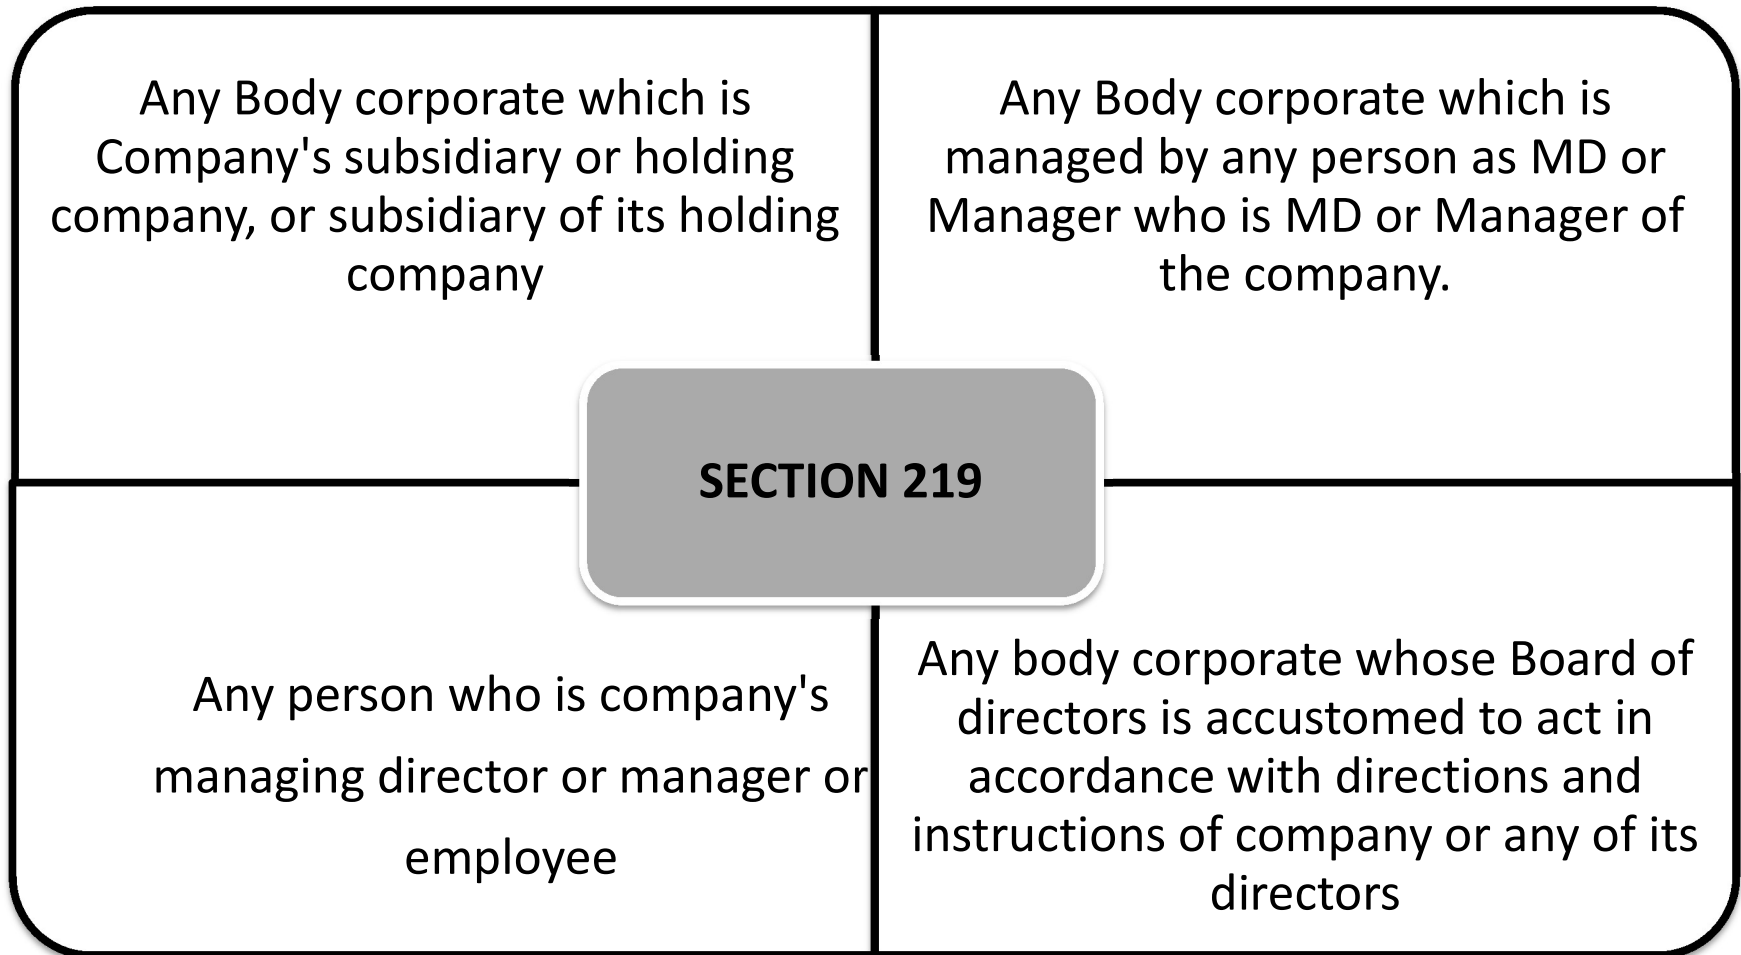 Any Body corporate which is
Company's subsidiary or holding
company, or subsidiary of its holding
company
Any Body corporate which is
managed by any person as MD or
Manager who is MD or Manager of
the company.
SECTION 219
Any person who is company's
managing director or manager or
employee
Any body corporate whose Board of
directors is accustomed to act in
accordance with directions and
instructions of company or any of its
directors